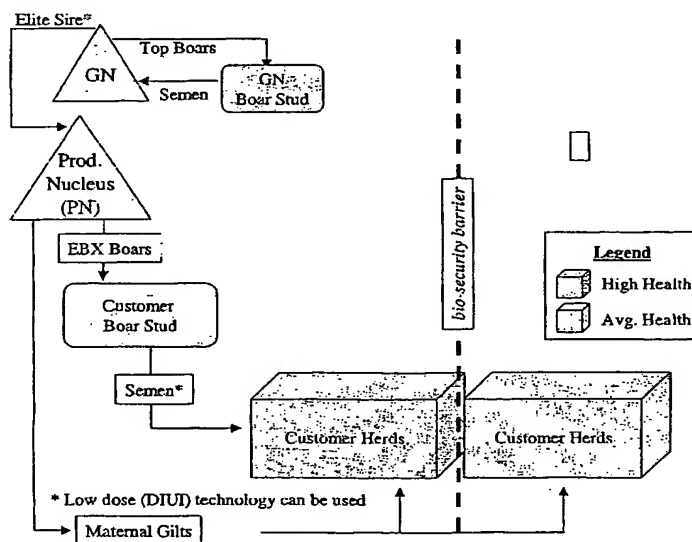 Elite Sire*
GN
Top Boars
Semen
GN
Boar Stud
Prod.
Nucleus
(PN)
EBX Boars
Customer
Boar Stud
Semen*
bio-security barrier
Legend
High Health
Avg. Health
Customer Herds
Customer Herds
* Low dose (DIUI) technology can be used
Maternal Gilts